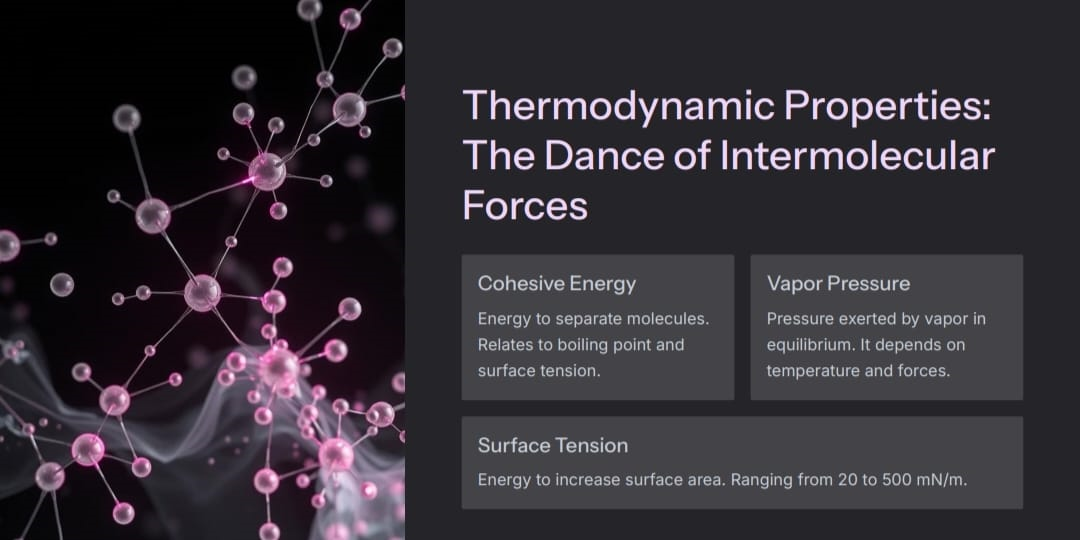 Thermodynamic Properties:
The Dance of Intermolecular
Forces
Cohesive Energy
Energy to separate molecules.
Relates to boiling point and
surface tension.
Vapor Pressure
Pressure exerted by vapor in
equilibrium. It depends on
temperature and forces.
Surface Tension
Energy to increase surface area. Ranging from 20 to 500 mN/m.